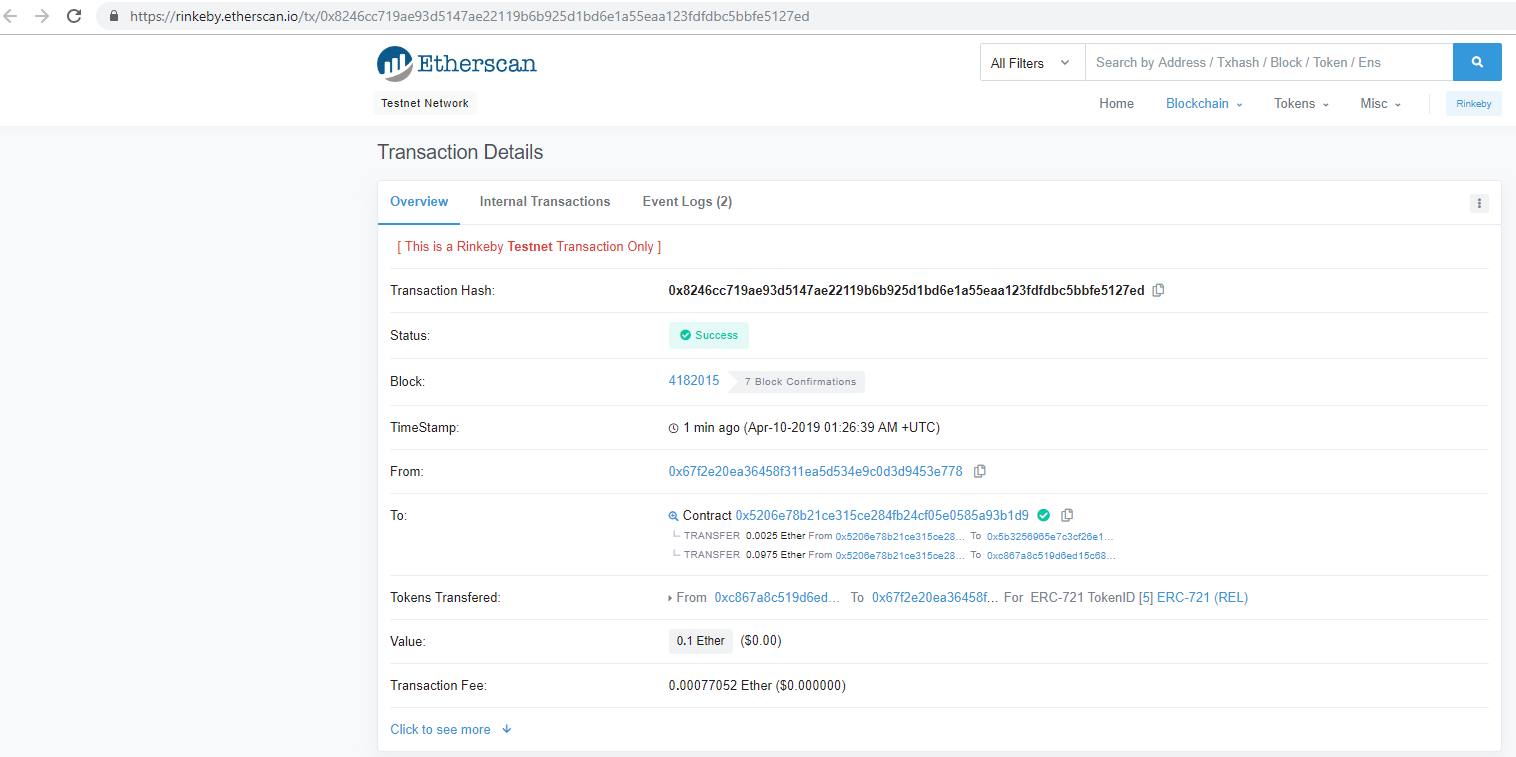 https://rinkeby.etherscan.io/tx/0x8246cc719ae93d5147ae22119b6b925d1bd6e1a55eaa123fdfdbc5bbfe5127ed
Etherscan
All Filters Search by Address / Txhash / Block / Token / Ens
Testnet Network
Home Blockchain Tokens Misc Rinkeby
Transaction Details
Overview Internal Transactions Event Logs (2)
[ This is a Rinkeby Testnet Transaction Only ]
Transaction Hash: 0x8246cc719ae93d5147ae22119b6b925d1bd6e1a55eaa123fdfdbc5bbfe5127ed
Status: Success
Block: 4182015 7 Block Confirmations
TimeStamp: 1 min ago (Apr-10-2019 01:26:39 AM +UTC)
From: 0x67f2e20ea36458f311ea5d534e9c0d3d9453e778
To: Contract 0x5206e78b21ce315ce284fb24cf05e0585a93b1d9
TRANSFER 0.0025 Ether From 0x5206e78b21ce315ce28... To 0x5b3256965e7c3cf26e1...
TRANSFER 0.0975 Ether From 0x5206e78b21ce315ce28... To 0xc867a8c519d6ed15c68...
Tokens Transfered: From 0xc867a8c519d6ed... To 0x67f2e20ea36458f... For ERC-721 TokenID [5] ERC-721 (REL)
Value: 0.1 Ether ($0.00)
Transaction Fee: 0.00077052 Ether ($0.000000)
Click to see more